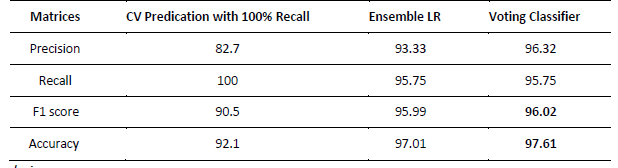 Matrices CV Predication with 100% Recall Ensemble LR Voting Classifier
Precision 82.7 93.33 96.32
Recall 100 95.75 95.75
F1 score 90.5 95.99 96.02
Accuracy 92.1 97.01 97.61